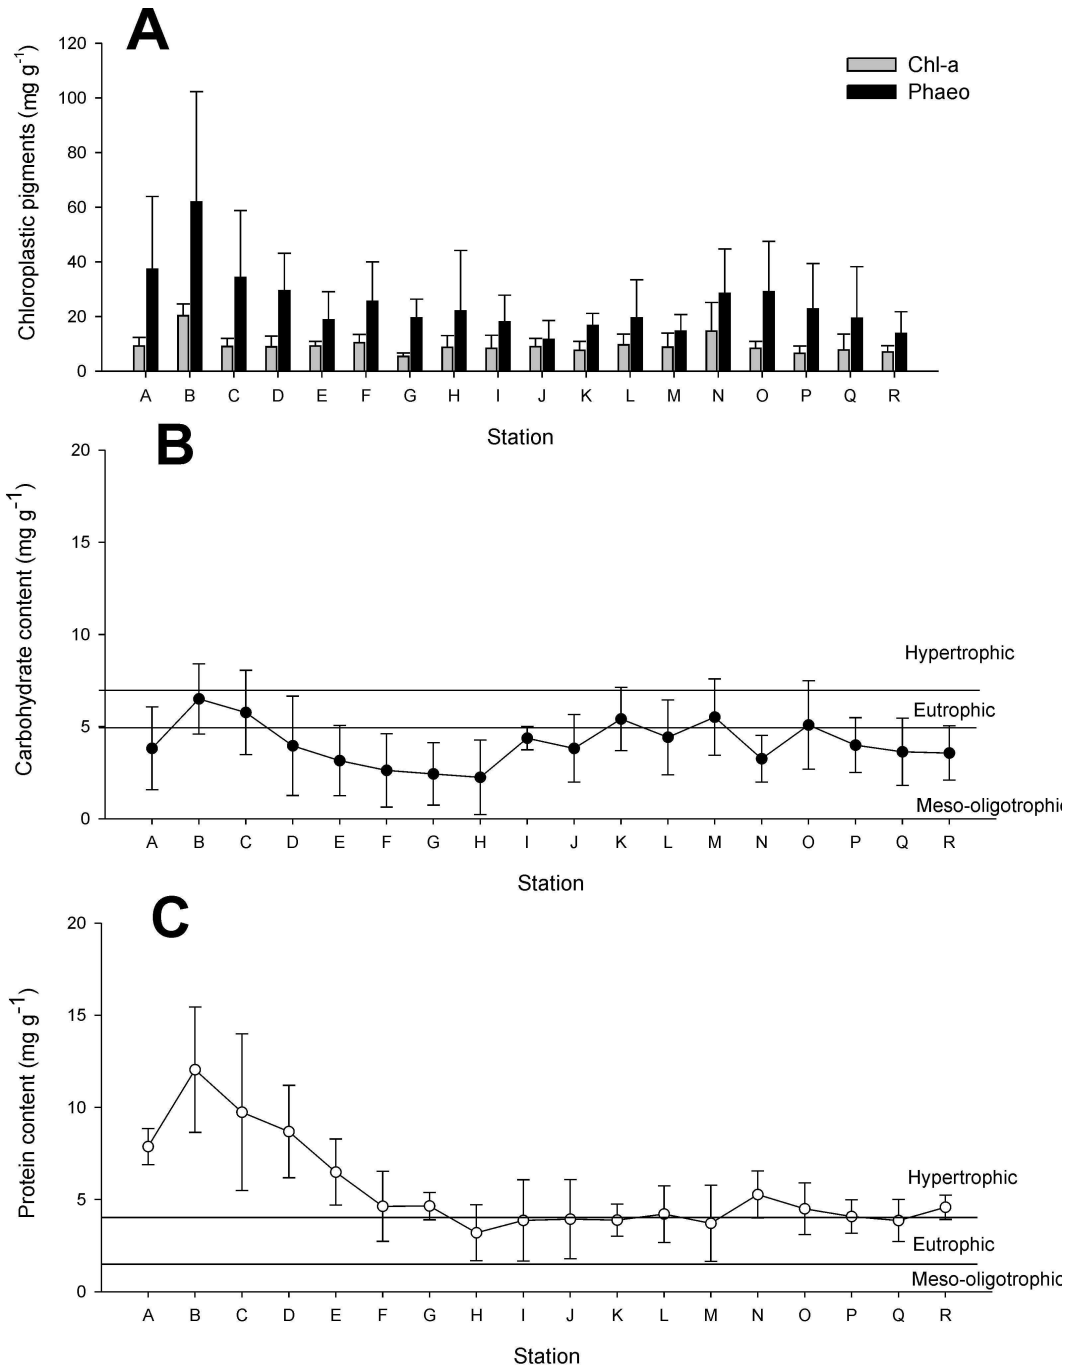 A
Chloroplastic pigments (mg g-1)
120
100
80
60
40
20
0
Chl-a
Phaeo
A B C D E F G H I J K L M N O P Q R
Station
B
Carbohydrate content (mg g-1)
20
15
10
5
0
Hypertrophic
Eutrophic
Meso-oligotrophic
A B C D E F G H I J K L M N O P Q R
Station
C
Protein content (mg g-1)
20
15
10
5
0
Hypertrophic
Eutrophic
Meso-oligotrophic
A B C D E F G H I J K L M N O P Q R
Station